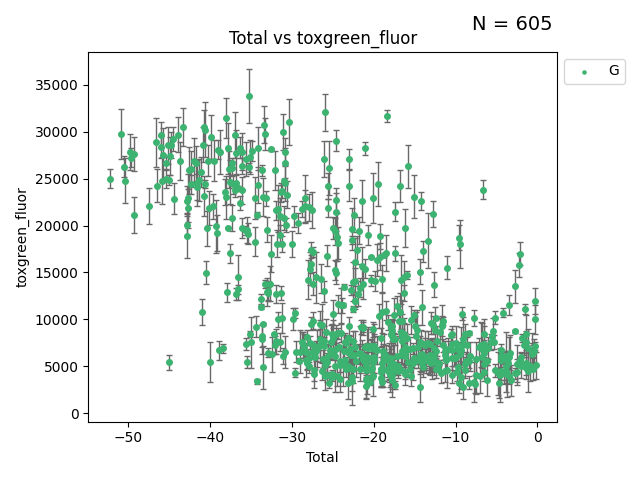 N = 605
Total vs toxgreen_fluor
G
toxgreen_fluor
35000
30000
25000
20000
15000
10000
5000
0
−50 −40 −30 −20 −10 0
Total